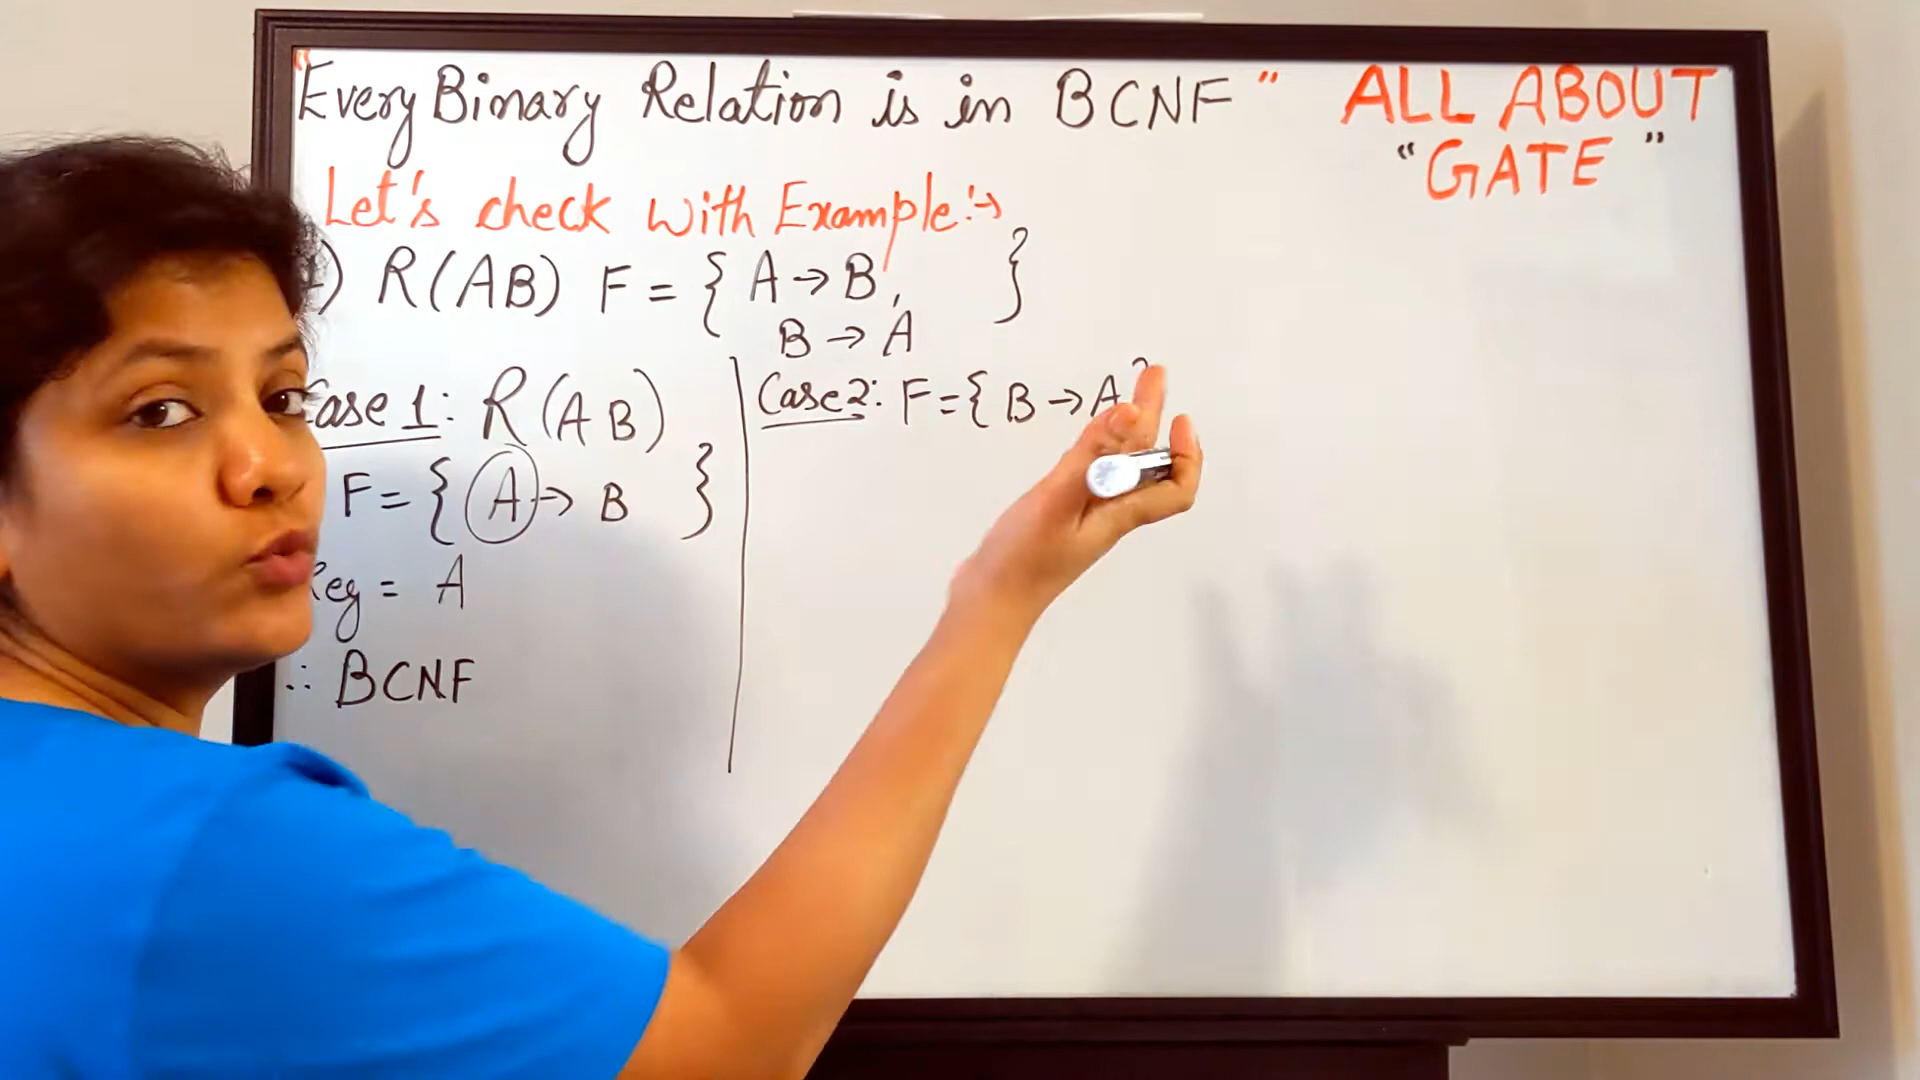 "Every Binary Relation is in BCNF"
ALL ABOUT
"GATE"
Let's check with Example:→
) R(AB) F = { A → B, }
B → A
Case 1: R(AB)
F = { A → B }
Key = A
∴ BCNF
Case 2: F = { B → A }